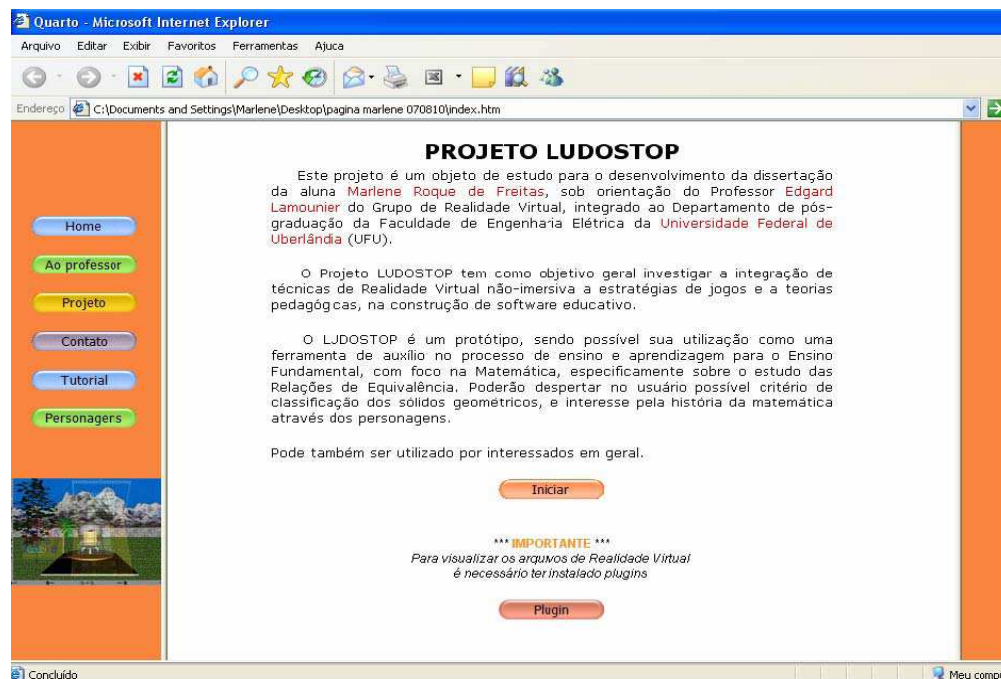 Quarto - Microsoft Internet Explorer
Arquivo Editar Exibir Favoritos Ferramentas Ajuca
Endereço C:\Documents and Settings\Marlene\Desktop\pagina marlene 070810\index.htm
PROJETO LUDOSTOP
Este projeto é um objeto de estudo para o desenvolvimento da dissertação
da aluna Marlene Roque de Freitas, sob orientação do Professor Edgard
Lamounier do Grupo de Realidade Virtual, integrado ao Departamento de pós-
graduação da Faculdade de Engenharia Elétrica da Universidade Federal de
Uberlândia (UFU).
O Projeto LUDOSTOP tem como objetivo geral investigar a integração de
técnicas de Realidade Virtual não-imersiva a estratégias de jogos e a teorias
pedagógicas, na construção de software educativo.
O LUDOSTOP é um protótipo, sendo possível sua utilização como uma
ferramenta de auxílio no processo de ensino e aprendizagem para o Ensino
Fundamental, com foco na Matemática, especificamente sobre o estudo das
Relações de Equivalência. Poderão despertar no usuário possível critério de
classificação dos sólidos geométricos, e interesse pela história da matemática
através dos personagens.
Pode também ser utilizado por interessados em geral.
Iniciar
*** IMPORTANTE ***
Para visualizar os arquivos de Realidade Virtual
é necessário ter instalado plugins
Plugin
Home
Ao professor
Projeto
Contato
Tutorial
Personagens
Concluído
Meu comp